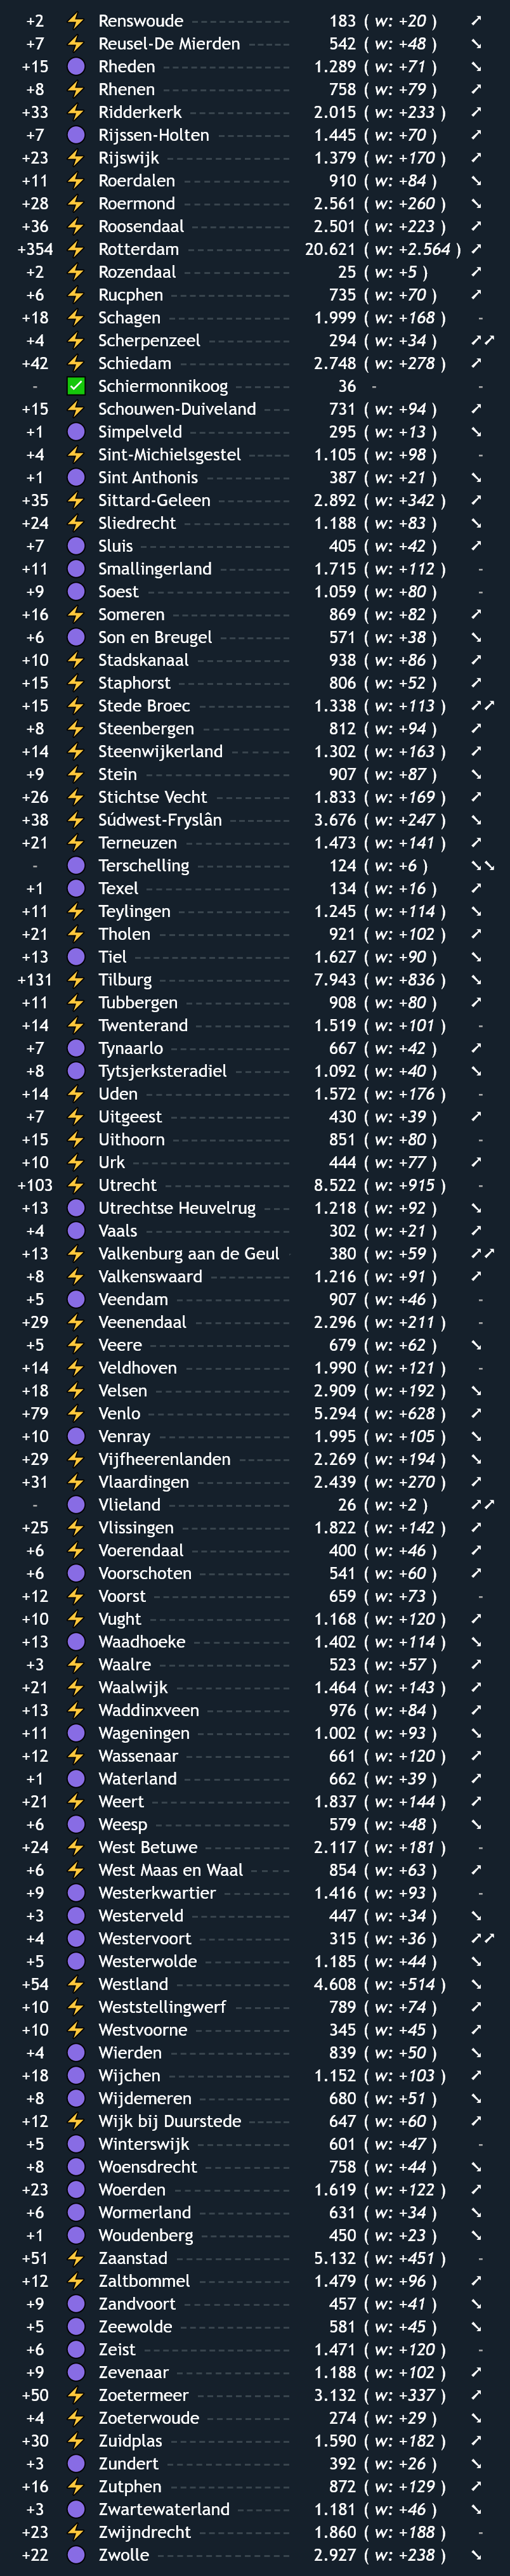 +2 ⚡ Renswoude 183 ( w: +20 ) ➚
+7 ⚡ Reusel-De Mierden 542 ( w: +48 ) ➘
+15 🟣 Rheden 1.289 ( w: +71 ) ➘
+8 ⚡ Rhenen 758 ( w: +79 ) ➚
+33 ⚡ Ridderkerk 2.015 ( w: +233 ) ➚
+7 🟣 Rijssen-Holten 1.445 ( w: +70 ) ➚
+23 ⚡ Rijswijk 1.379 ( w: +170 ) ➚
+11 ⚡ Roerdalen 910 ( w: +84 ) ➘
+28 ⚡ Roermond 2.561 ( w: +260 ) ➘
+36 ⚡ Roosendaal 2.501 ( w: +223 ) ➚
+354 ⚡ Rotterdam 20.621 ( w: +2.564 ) ➚
+2 ⚡ Rozendaal 25 ( w: +5 ) ➚
+6 ⚡ Rucphen 735 ( w: +70 ) ➚
+18 ⚡ Schagen 1.999 ( w: +168 ) -
+4 ⚡ Scherpenzeel 294 ( w: +34 ) ➚➚
+42 ⚡ Schiedam 2.748 ( w: +278 ) ➚
- ✅ Schiermonnikoog 36 - -
+15 ⚡ Schouwen-Duiveland 731 ( w: +94 ) ➚
+1 🟣 Simpelveld 295 ( w: +13 ) ➘
+4 ⚡ Sint-Michielsgestel 1.105 ( w: +98 ) -
+1 🟣 Sint Anthonis 387 ( w: +21 ) ➘
+35 ⚡ Sittard-Geleen 2.892 ( w: +342 ) ➚
+24 ⚡ Sliedrecht 1.188 ( w: +83 ) ➘
+7 🟣 Sluis 405 ( w: +42 ) ➚
+11 🟣 Smallingerland 1.715 ( w: +112 ) -
+9 🟣 Soest 1.059 ( w: +80 ) -
+16 ⚡ Someren 869 ( w: +82 ) ➚
+6 🟣 Son en Breugel 571 ( w: +38 ) ➘
+10 ⚡ Stadskanaal 938 ( w: +86 ) ➚
+15 ⚡ Staphorst 806 ( w: +52 ) ➚
+15 ⚡ Stede Broec 1.338 ( w: +113 ) ➚➚
+8 ⚡ Steenbergen 812 ( w: +94 ) ➚
+14 ⚡ Steenwijkerland 1.302 ( w: +163 ) ➚
+9 ⚡ Stein 907 ( w: +87 ) ➘
+26 ⚡ Stichtse Vecht 1.833 ( w: +169 ) ➚
+38 ⚡ Súdwest-Fryslân 3.676 ( w: +247 ) ➘
+21 ⚡ Terneuzen 1.473 ( w: +141 ) ➚
- 🟣 Terschelling 124 ( w: +6 ) ➘➘
+1 🟣 Texel 134 ( w: +16 ) ➚
+11 ⚡ Teylingen 1.245 ( w: +114 ) ➘
+21 ⚡ Tholen 921 ( w: +102 ) ➚
+13 🟣 Tiel 1.627 ( w: +90 ) ➘
+131 ⚡ Tilburg 7.943 ( w: +836 ) ➘
+11 ⚡ Tubbergen 908 ( w: +80 ) ➚
+14 ⚡ Twenterand 1.519 ( w: +101 ) -
+7 🟣 Tynaarlo 667 ( w: +42 ) ➚
+8 🟣 Tytsjerksteradiel 1.092 ( w: +40 ) ➘
+14 ⚡ Uden 1.572 ( w: +176 ) -
+7 ⚡ Uitgeest 430 ( w: +39 ) ➚
+15 ⚡ Uithoorn 851 ( w: +80 ) -
+10 ⚡ Urk 444 ( w: +77 ) ➚
+103 ⚡ Utrecht 8.522 ( w: +915 ) -
+13 🟣 Utrechtse Heuvelrug 1.218 ( w: +92 ) ➘
+4 🟣 Vaals 302 ( w: +21 ) ➚
+13 ⚡ Valkenburg aan de Geul 380 ( w: +59 ) ➚➚
+8 ⚡ Valkenswaard 1.216 ( w: +91 ) ➚
+5 🟣 Veendam 907 ( w: +46 ) -
+29 ⚡ Veenendaal 2.296 ( w: +211 ) -
+5 ⚡ Veere 679 ( w: +62 ) ➘
+14 ⚡ Veldhoven 1.990 ( w: +121 ) -
+18 ⚡ Velsen 2.909 ( w: +192 ) ➘
+79 ⚡ Venlo 5.294 ( w: +628 ) ➚
+10 🟣 Venray 1.995 ( w: +105 ) ➘
+29 ⚡ Vijfheerenlanden 2.269 ( w: +194 ) ➘
+31 ⚡ Vlaardingen 2.439 ( w: +270 ) ➚
- 🟣 Vlieland 26 ( w: +2 ) ➚➚
+25 ⚡ Vlissingen 1.822 ( w: +142 ) ➚
+6 ⚡ Voerendaal 400 ( w: +46 ) ➚
+6 🟣 Voorschoten 541 ( w: +60 ) ➚
+12 ⚡ Voorst 659 ( w: +73 ) -
+10 ⚡ Vught 1.168 ( w: +120 ) ➚
+13 🟣 Waadhoeke 1.402 ( w: +114 ) ➘
+3 ⚡ Waalre 523 ( w: +57 ) ➚
+21 ⚡ Waalwijk 1.464 ( w: +143 ) ➚
+13 ⚡ Waddinxveen 976 ( w: +84 ) ➚
+11 🟣 Wageningen 1.002 ( w: +93 ) ➘
+12 ⚡ Wassenaar 661 ( w: +120 ) ➚
+1 🟣 Waterland 662 ( w: +39 ) ➚
+21 ⚡ Weert 1.837 ( w: +144 ) ➚
+6 🟣 Weesp 579 ( w: +48 ) ➘
+24 ⚡ West Betuwe 2.117 ( w: +181 ) -
+6 ⚡ West Maas en Waal 854 ( w: +63 ) ➚
+9 🟣 Westerkwartier 1.416 ( w: +93 ) -
+3 🟣 Westerveld 447 ( w: +34 ) ➘
+4 🟣 Westervoort 315 ( w: +36 ) ➚➚
+5 🟣 Westerwolde 1.185 ( w: +44 ) ➘
+54 ⚡ Westland 4.608 ( w: +514 ) ➘
+10 ⚡ Weststellingwerf 789 ( w: +74 ) ➚
+10 ⚡ Westvoorne 345 ( w: +45 ) ➚
+4 🟣 Wierden 839 ( w: +50 ) ➘
+18 🟣 Wijchen 1.152 ( w: +103 ) ➚
+8 🟣 Wijdemeren 680 ( w: +51 ) ➘
+12 ⚡ Wijk bij Duurstede 647 ( w: +60 ) ➚
+5 🟣 Winterswijk 601 ( w: +47 ) -
+8 🟣 Woensdrecht 758 ( w: +44 ) ➘
+23 🟣 Woerden 1.619 ( w: +122 ) ➚
+6 🟣 Wormerland 631 ( w: +34 ) ➘
+1 🟣 Woudenberg 450 ( w: +23 ) ➘
+51 ⚡ Zaanstad 5.132 ( w: +451 ) -
+12 ⚡ Zaltbommel 1.479 ( w: +96 ) ➚
+9 🟣 Zandvoort 457 ( w: +41 ) ➘
+5 🟣 Zeewolde 581 ( w: +45 ) ➘
+6 🟣 Zeist 1.471 ( w: +120 ) -
+9 🟣 Zevenaar 1.188 ( w: +102 ) ➚
+50 ⚡ Zoetermeer 3.132 ( w: +337 ) ➚
+4 🟣 Zoeterwoude 274 ( w: +29 ) ➘
+30 ⚡ Zuidplas 1.590 ( w: +182 ) ➚
+3 🟣 Zundert 392 ( w: +26 ) ➘
+16 ⚡ Zutphen 872 ( w: +129 ) ➚
+3 🟣 Zwartewaterland 1.181 ( w: +46 ) ➘
+23 ⚡ Zwijndrecht 1.860 ( w: +188 ) -
+22 🟣 Zwolle 2.927 ( w: +238 ) ➘